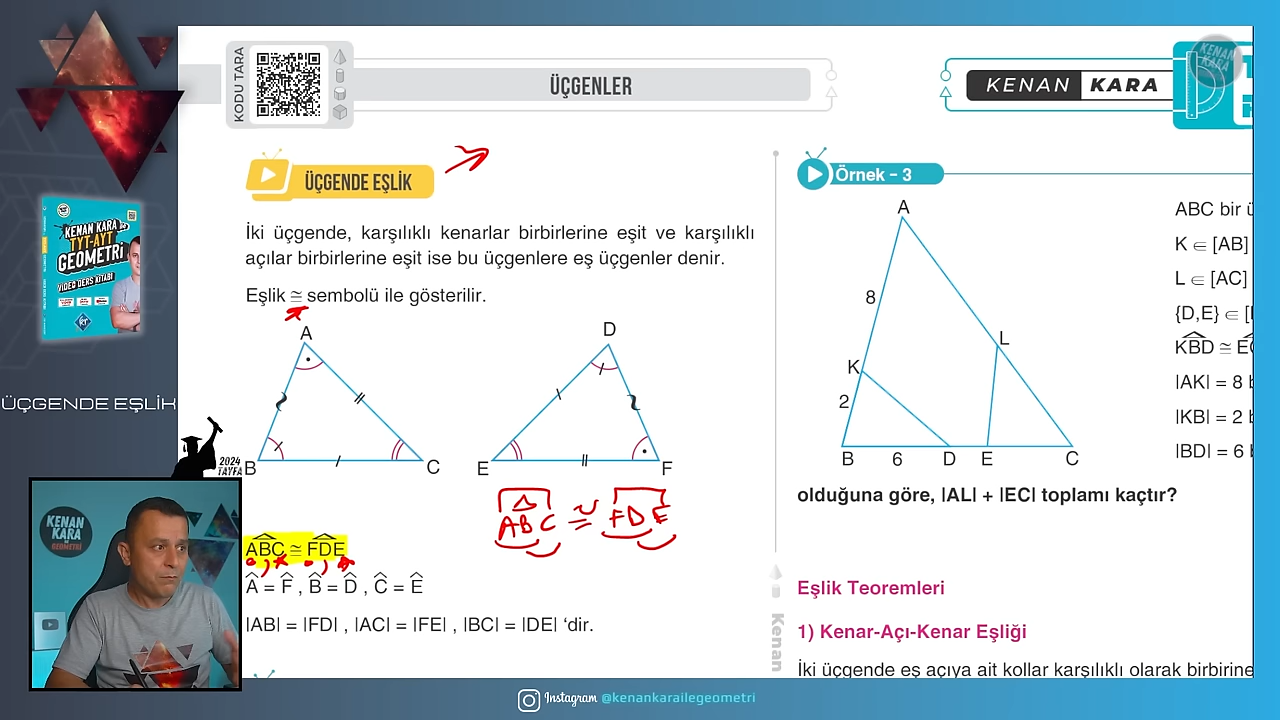 KODU TARA
ÜÇGENLER
KENAN KARA
KENAN
KARA
ÜÇGENDE EŞLİK
İki üçgende, karşılıklı kenarlar birbirlerine eşit ve karşılıklı
açılar birbirlerine eşit ise bu üçgenlere eş üçgenler denir.
Eşlik ≅ sembolü ile gösterilir.
A
B
C
D
E
F
ABC ≅ FDE
ABC ≅ FDE
Â = F̂ , B̂ = D̂ , Ĉ = Ê
|AB| = |FD| , |AC| = |FE| , |BC| = |DE| ‘dir.
Örnek - 3
A
8
K
L
2
B 6 D E C
ABC bir
K ∈ [AB]
L ∈ [AC]
{D,E} ∈
KBD ≅
|AK| = 8
|KB| = 2
|BD| = 6
olduğuna göre, |AL| + |EC| toplamı kaçtır?
Eşlik Teoremleri
1) Kenar-Açı-Kenar Eşliği
İki üçgende eş açıya ait kollar karşılıklı olarak birbirine
Kenan
KENAN KARA
TYT-AYT
GEOMETRİ
VİDEO DERS KİTABI
ÜÇGENDE EŞLİK
2024
TAYFA
KENAN
KARA
GEOMETRİ
Instagram @kenankarailegeometri